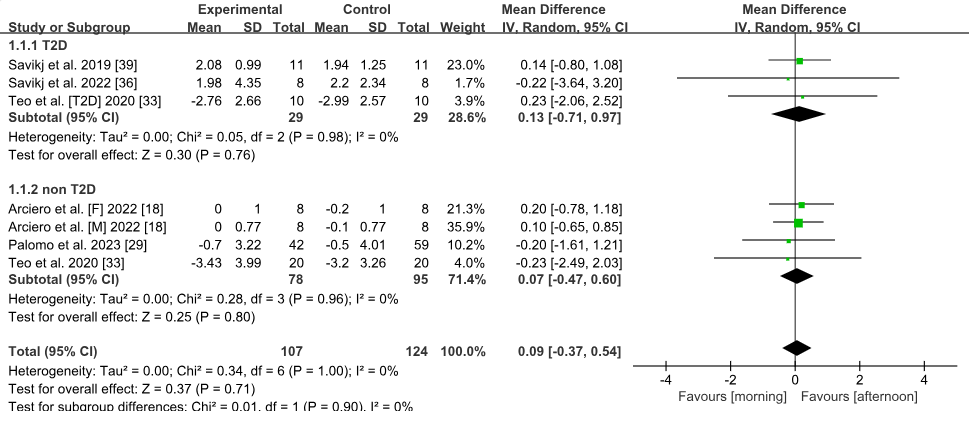 Experimental Control Mean Difference Mean Difference
Study or Subgroup Mean SD Total Mean SD Total Weight IV, Random, 95% CI IV, Random, 95% CI
1.1.1 T2D
Savikj et al. 2019 [39] 2.08 0.99 11 1.94 1.25 11 23.0% 0.14 [-0.80, 1.08]
Savikj et al. 2022 [36] 1.98 4.35 8 2.2 2.34 8 1.7% -0.22 [-3.64, 3.20]
Teo et al. [T2D] 2020 [33] -2.76 2.66 10 -2.99 2.57 10 3.9% 0.23 [-2.06, 2.52]
Subtotal (95% CI) 29 29 28.6% 0.13 [-0.71, 0.97]
Heterogeneity: Tau² = 0.00; Chi² = 0.05, df = 2 (P = 0.98); I² = 0%
Test for overall effect: Z = 0.30 (P = 0.76)
1.1.2 non T2D
Arciero et al. [F] 2022 [18] 0 1 8 -0.2 1 8 21.3% 0.20 [-0.78, 1.18]
Arciero et al. [M] 2022 [18] 0 0.77 8 -0.1 0.77 8 35.9% 0.10 [-0.65, 0.85]
Palomo et al. 2023 [29] -0.7 3.22 42 -0.5 4.01 59 10.2% -0.20 [-1.61, 1.21]
Teo et al. 2020 [33] -3.43 3.99 20 -3.2 3.26 20 4.0% -0.23 [-2.49, 2.03]
Subtotal (95% CI) 78 95 71.4% 0.07 [-0.47, 0.60]
Heterogeneity: Tau² = 0.00; Chi² = 0.28, df = 3 (P = 0.96); I² = 0%
Test for overall effect: Z = 0.25 (P = 0.80)
Total (95% CI) 107 124 100.0% 0.09 [-0.37, 0.54]
Heterogeneity: Tau² = 0.00; Chi² = 0.34, df = 6 (P = 1.00); I² = 0%
Test for overall effect: Z = 0.37 (P = 0.71)
Test for subgroup differences: Chi² = 0.01, df = 1 (P = 0.90), I² = 0%
-4 -2 0 2 4
Favours [morning] Favours [afternoon]